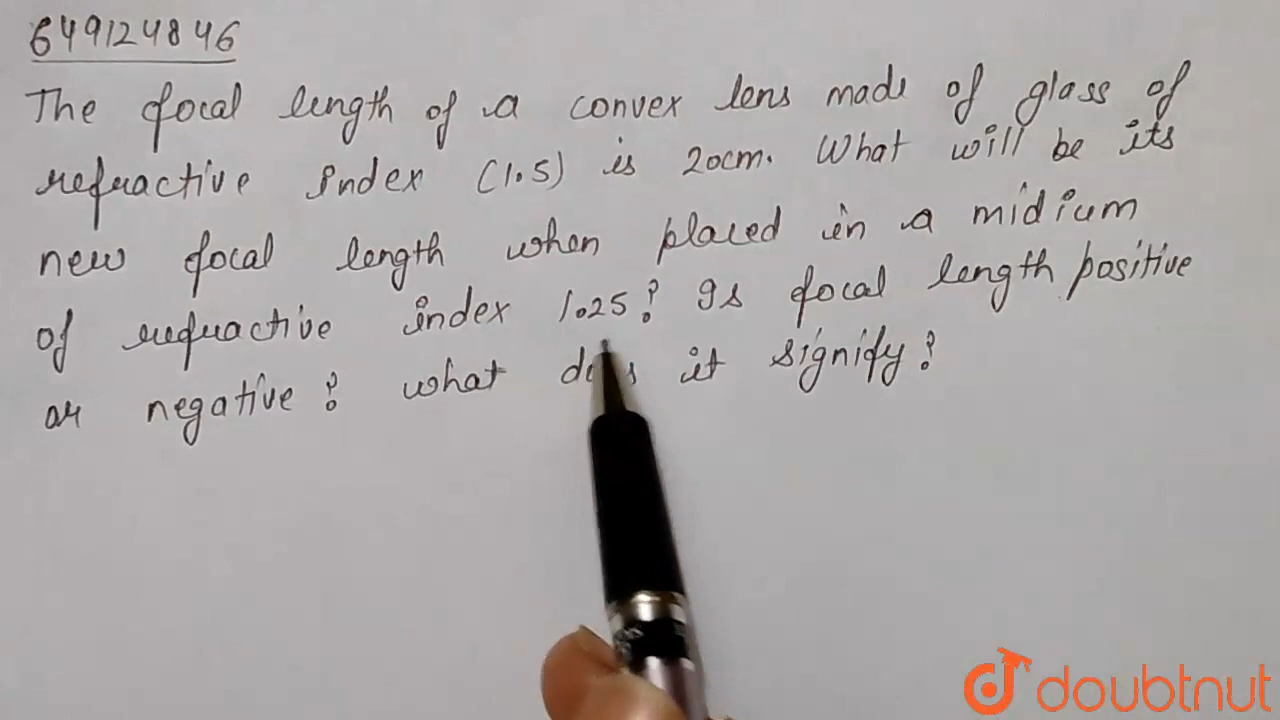 649124846
The focal length of a convex lens made of glass of
refractive index (1.5) is 20cm. What will be its
new focal length when placed in a midium
of refractive index 1.25? Is focal length positive
or negative? what does it signify?
doubtnut